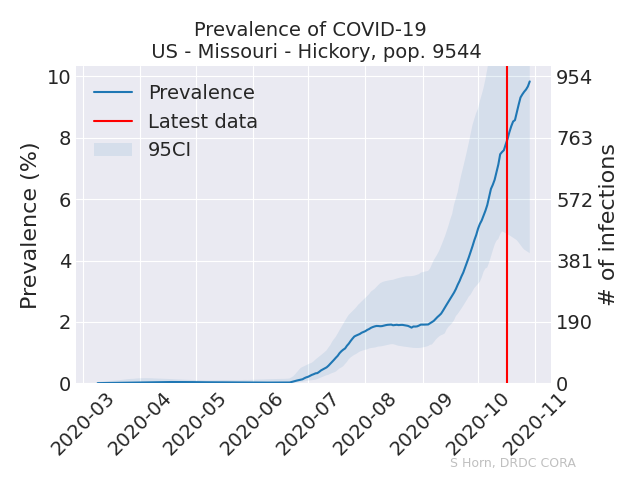 Prevalence of COVID-19
US - Missouri - Hickory, pop. 9544
Prevalence
Latest data
95CI
Prevalence (%)
10
8
6
4
2
0
954
763
572
381
190
0
# of infections
2020-03
2020-04
2020-05
2020-06
2020-07
2020-08
2020-09
2020-10
2020-11
S Horn, DRDC CORA